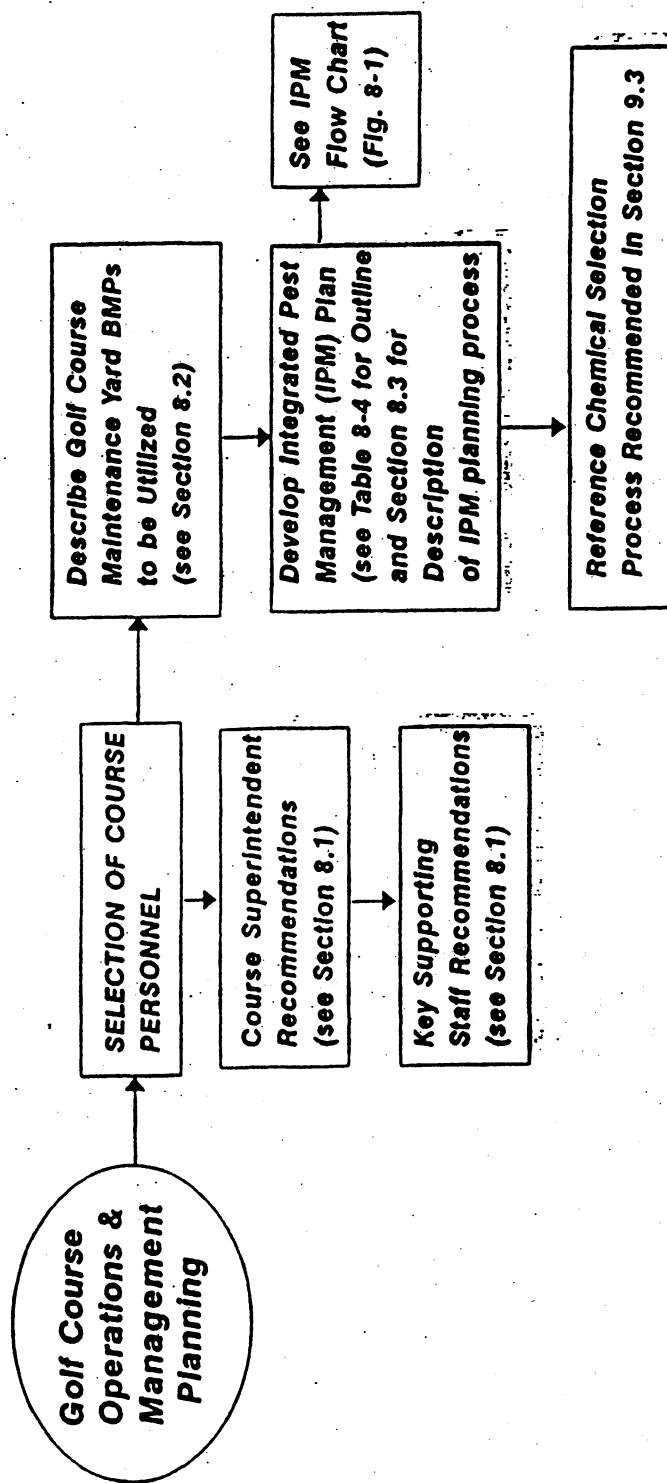 Golf Course
Operations &
Management
Planning
SELECTION OF COURSE
PERSONNEL
Course Superintendent
Recommendations
(see Section 8.1)
Key Supporting
Staff Recommendations
(see Section 8.1)
Describe Golf Course
Maintenance Yard BMPs
to be Utilized
(see Section 8.2)
Develop Integrated Pest
Management (IPM) Plan
(see Table 8-4 for Outline
and Section 8.3 for
Description
of IPM planning process
See IPM
Flow Chart
(Fig. 8-1)
Reference Chemical Selection
Process Recommended in Section 9.3